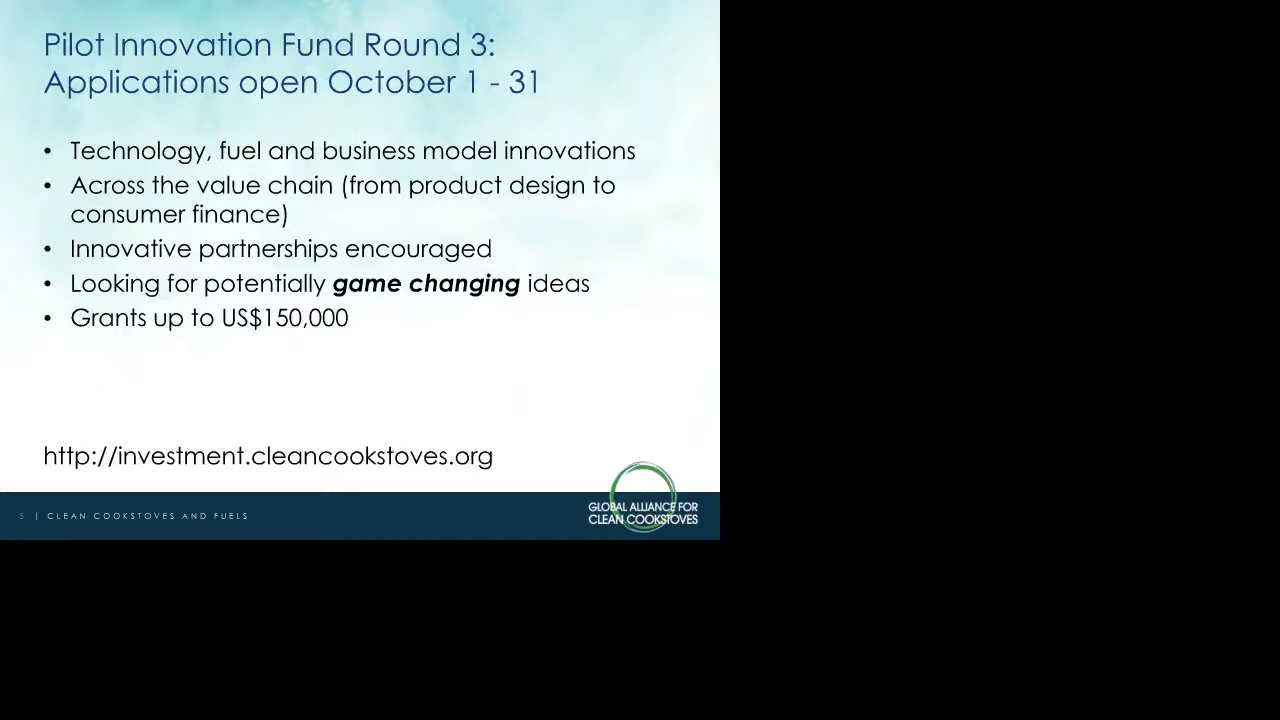 Pilot Innovation Fund Round 3:
Applications open October 1 - 31
• Technology, fuel and business model innovations
• Across the value chain (from product design to
consumer finance)
• Innovative partnerships encouraged
• Looking for potentially game changing ideas
• Grants up to US$150,000
http://investment.cleancookstoves.org
5 | CLEAN COOKSTOVES AND FUELS
GLOBAL ALLIANCE FOR
CLEAN COOKSTOVES